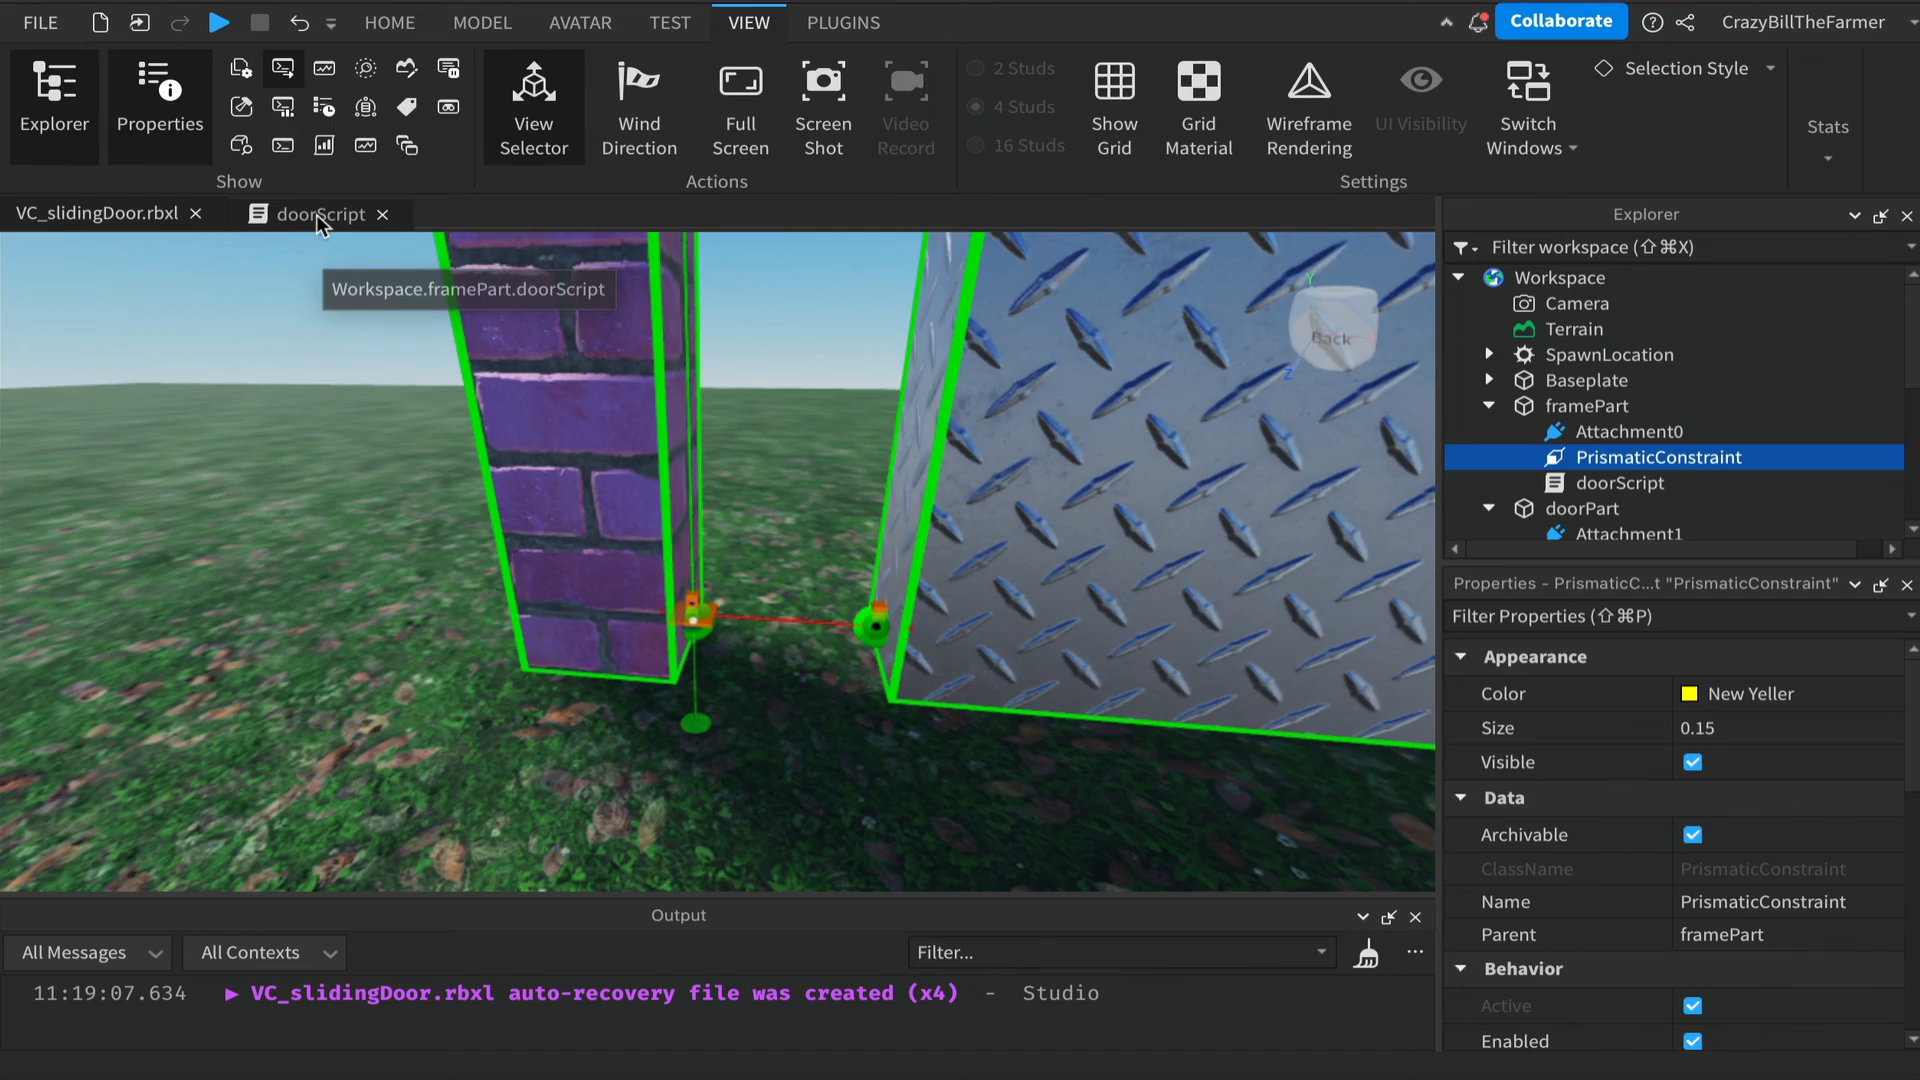 FILE
HOME
MODEL
AVATAR
TEST
VIEW
PLUGINS
Collaborate
CrazyBillTheFarmer
Explorer
Properties
View Selector
Wind Direction
Full Screen
Screen Shot
Video Record
2 Studs
4 Studs
16 Studs
Show Grid
Grid Material
Wireframe Rendering
UI Visibility
Switch Windows
Selection Style
Stats
Show
Actions
Settings
VC_slidingDoor.rbxl
doorScript
Workspace.framePart.doorScript
Y
Back
Z
Explorer
Filter workspace (⇧⌘X)
Workspace
Camera
Terrain
SpawnLocation
Baseplate
framePart
Attachment0
PrismaticConstraint
doorScript
doorPart
Attachment1
Properties - PrismaticC...t "PrismaticConstraint"
Filter Properties (⇧⌘P)
Appearance
Color New Yeller
Size 0.15
Visible
Data
Archivable
ClassName PrismaticConstraint
Name PrismaticConstraint
Parent framePart
Behavior
Active
Enabled
Output
All Messages
All Contexts
Filter...
11:19:07.634 VC_slidingDoor.rbxl auto-recovery file was created (x4) - Studio